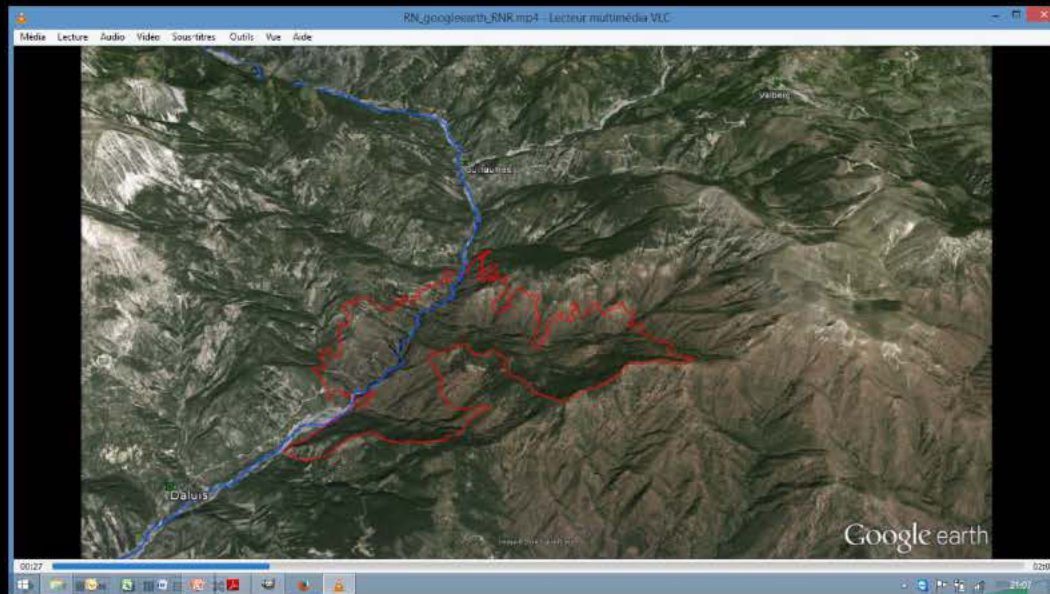 RN_googleearth_RNR.mp4 - Lecteur multimédia VLC
Média Lecture Audio Vidéo Sous-titres Outils Vue Aide
Valberg
Guillaumes
Daluis
Google earth
00:27
21:07